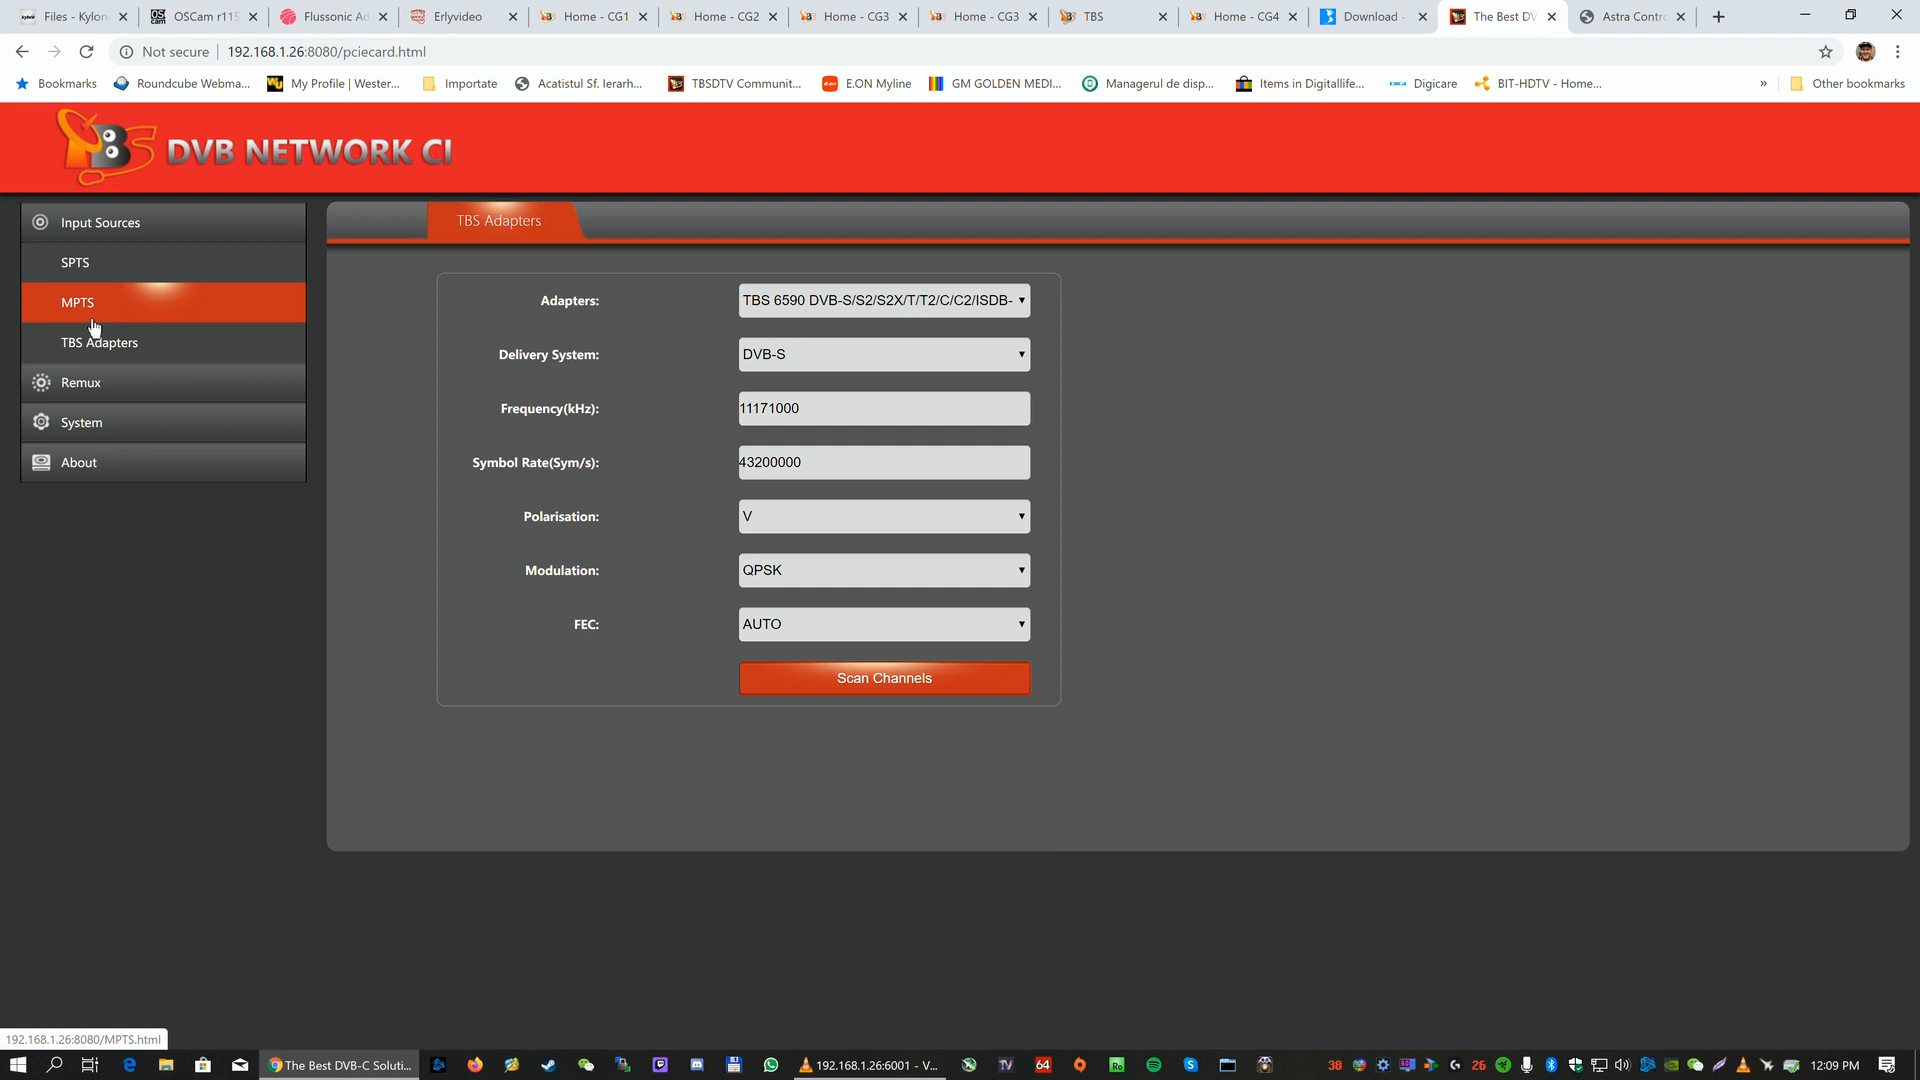 Files - Kylon
OSCam r115
Flussonic Ad
Erlyvideo
Home - CG1
Home - CG2
Home - CG3
Home - CG3
TBS
Home - CG4
Download -
The Best DV
Astra Contro
Not secure
192.168.1.26:8080/pciecard.html
Bookmarks
Roundcube Webma...
My Profile | Wester...
Importate
Acatistul Sf. Ierarh...
TBSDTV Communit...
E.ON Myline
GM GOLDEN MEDI...
Managerul de disp...
Items in Digitallife...
Digicare
BIT-HDTV - Home...
»
Other bookmarks
TBS DVB NETWORK CI
Input Sources
SPTS
MPTS
TBS Adapters
Remux
System
About
TBS Adapters
Adapters:
TBS 6590 DVB-S/S2/S2X/T/T2/C/C2/ISDB-
Delivery System:
DVB-S
Frequency(kHz):
11171000
Symbol Rate(Sym/s):
43200000
Polarisation:
V
Modulation:
QPSK
FEC:
AUTO
Scan Channels
192.168.1.26:8080/MPTS.html
The Best DVB-C Soluti...
192.168.1.26:6001 - V...
TV
64
Ro
38
26
12:09 PM